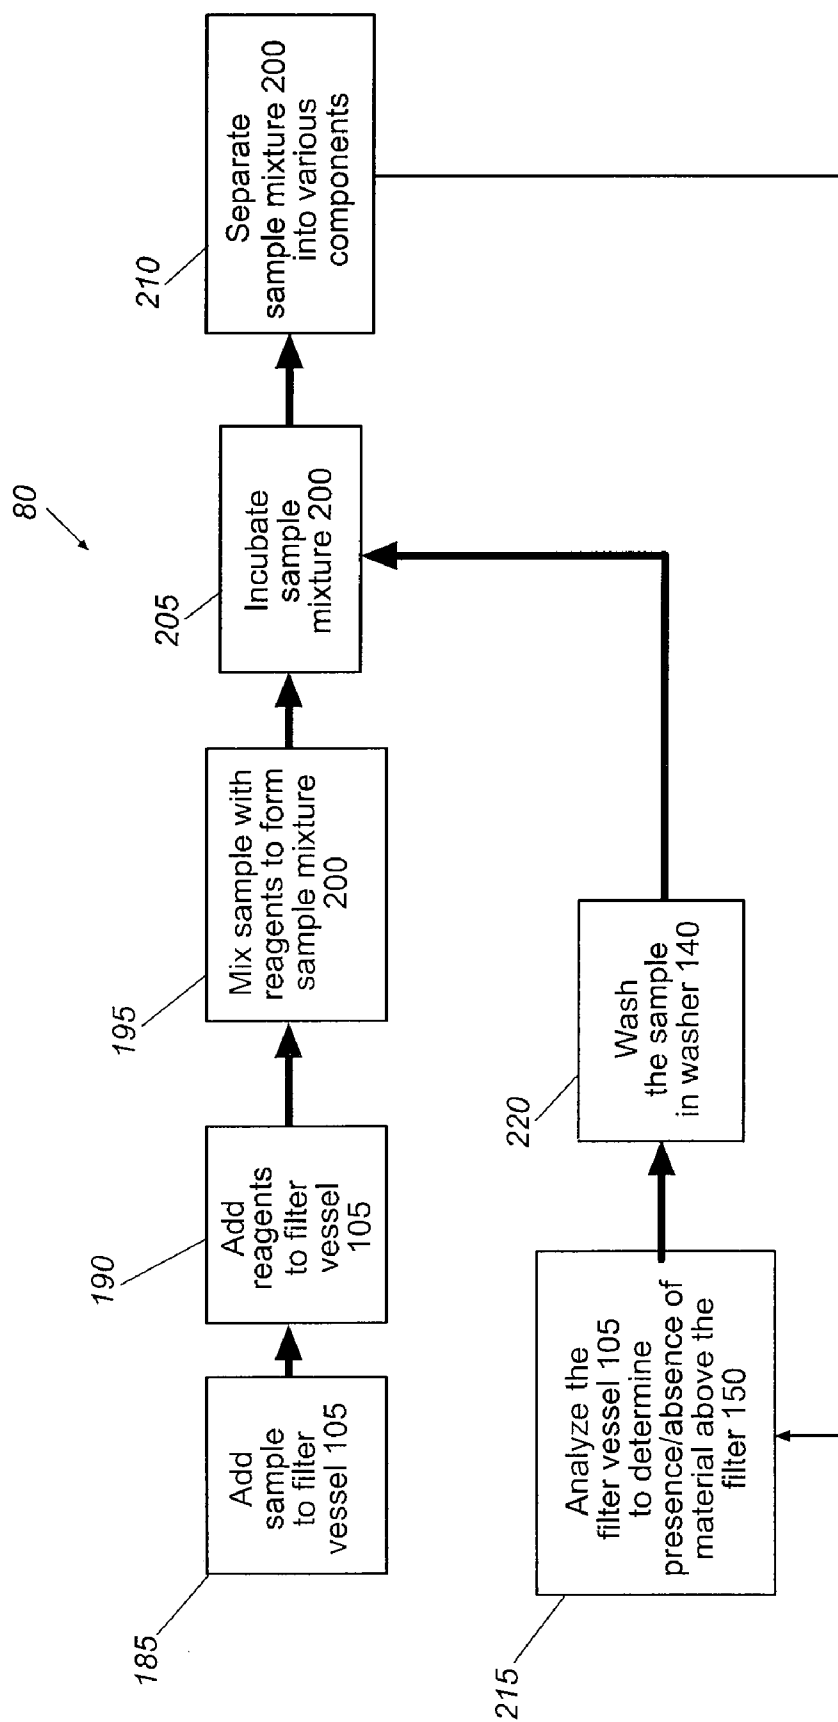 80
185
Add
sample
to filter
vessel 105
190
Add
reagents
to filter
vessel
105
195
Mix sample with
reagents to form
sample mixture
200
205
Incubate
sample
mixture 200
210
Separate
sample mixture 200
into various
components
215
Analyze the
filter vessel 105
to determine
presence/absence of
material above the
filter 150
220
Wash
the sample
in washer 140